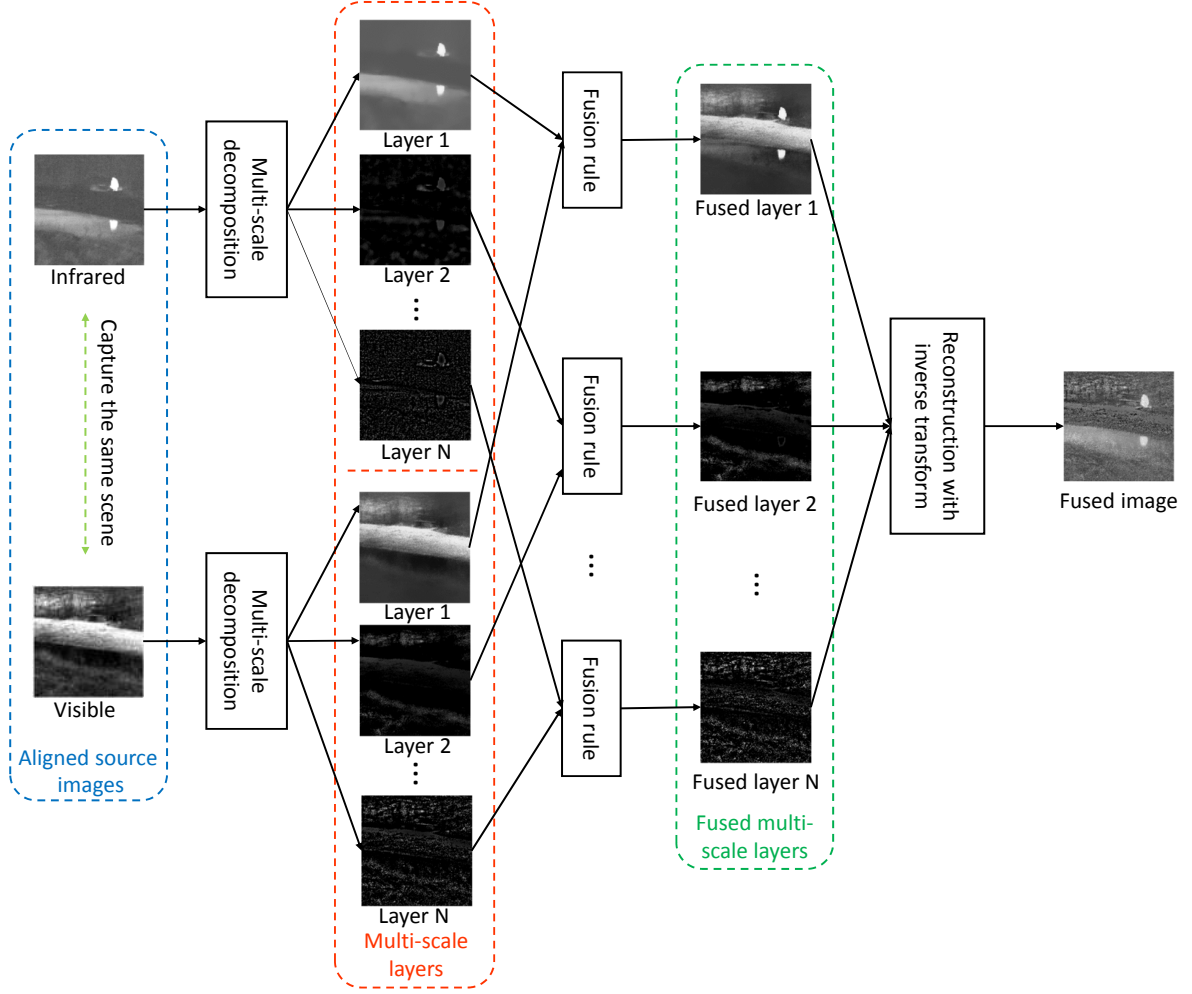 Infrared
Capture the same scene
Visible
Aligned source
images
Multi-scale
decomposition
Multi-scale
decomposition
Layer 1
Layer 2
...
Layer N
Layer 1
Layer 2
...
Layer N
Multi-scale
layers
Fusion rule
Fusion rule
...
Fusion rule
Fused layer 1
Fused layer 2
...
Fused layer N
Fused multi-
scale layers
Reconstruction with
inverse transform
Fused image